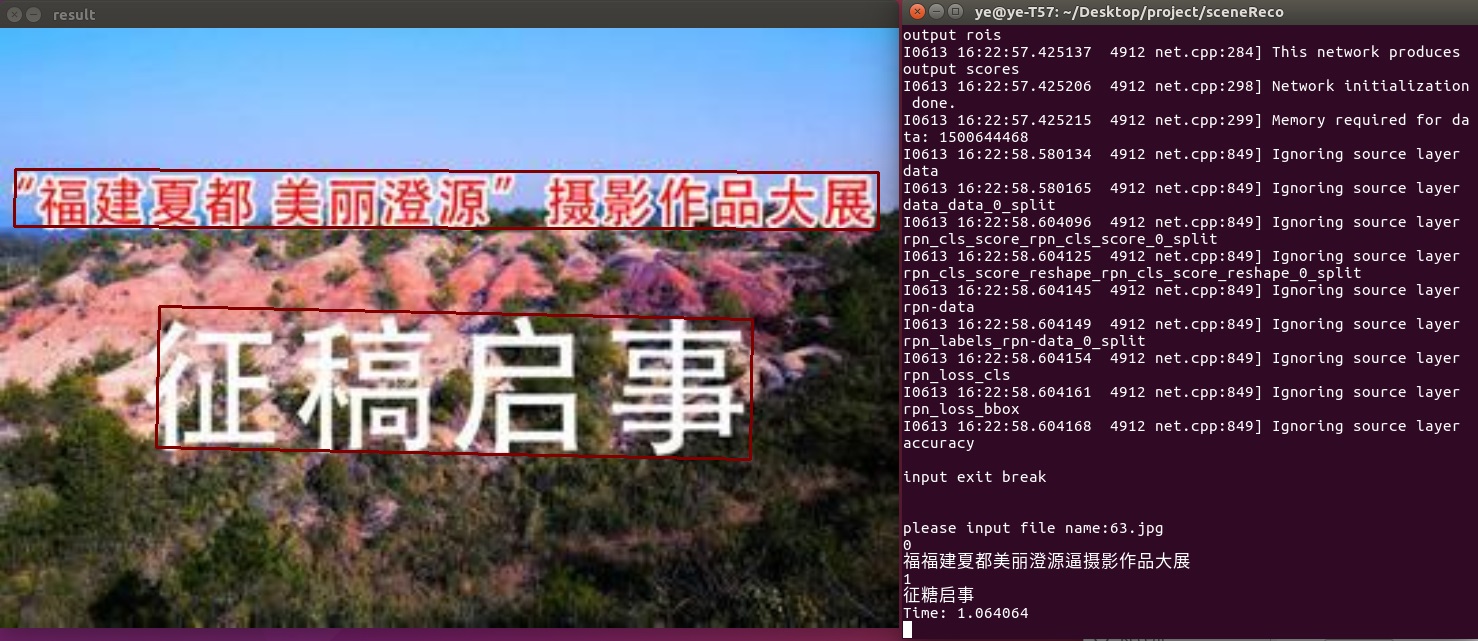 result
“福建夏都 美丽澄源” 摄影作品大展
征稿启事
ye@ye-T57: ~/Desktop/project/sceneReco
output rois
I0613 16:22:57.425137  4912 net.cpp:284] This network produces
output scores
I0613 16:22:57.425206  4912 net.cpp:298] Network initialization
 done.
I0613 16:22:57.425215  4912 net.cpp:299] Memory required for da
ta: 1500644468
I0613 16:22:58.580134  4912 net.cpp:849] Ignoring source layer
data
I0613 16:22:58.580165  4912 net.cpp:849] Ignoring source layer
data_data_0_split
I0613 16:22:58.604096  4912 net.cpp:849] Ignoring source layer
rpn_cls_score_rpn_cls_score_0_split
I0613 16:22:58.604125  4912 net.cpp:849] Ignoring source layer
rpn_cls_score_reshape_rpn_cls_score_reshape_0_split
I0613 16:22:58.604145  4912 net.cpp:849] Ignoring source layer
rpn-data
I0613 16:22:58.604149  4912 net.cpp:849] Ignoring source layer
rpn_labels_rpn-data_0_split
I0613 16:22:58.604154  4912 net.cpp:849] Ignoring source layer
rpn_loss_cls
I0613 16:22:58.604161  4912 net.cpp:849] Ignoring source layer
rpn_loss_bbox
I0613 16:22:58.604168  4912 net.cpp:849] Ignoring source layer
accuracy
input exit break
please input file name:63.jpg
0
福福建夏都美丽澄源逼摄影作品大展
1
征糖启事
Time: 1.064064